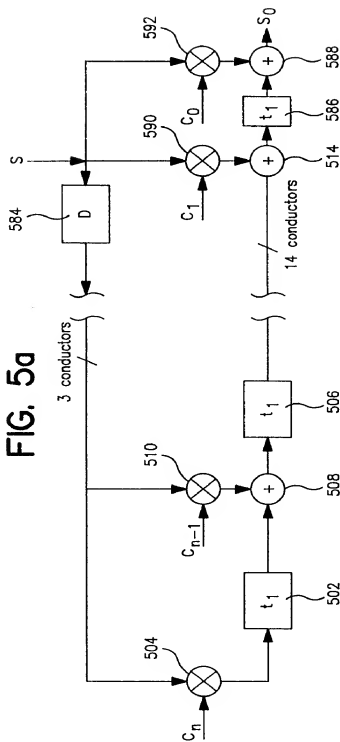 FIG. 5a
S
584
D
3 conductors
592
C0
590
C1
S0
588
t1
586
514
14 conductors
510
Cn-1
t1
506
508
504
Cn
t1
502